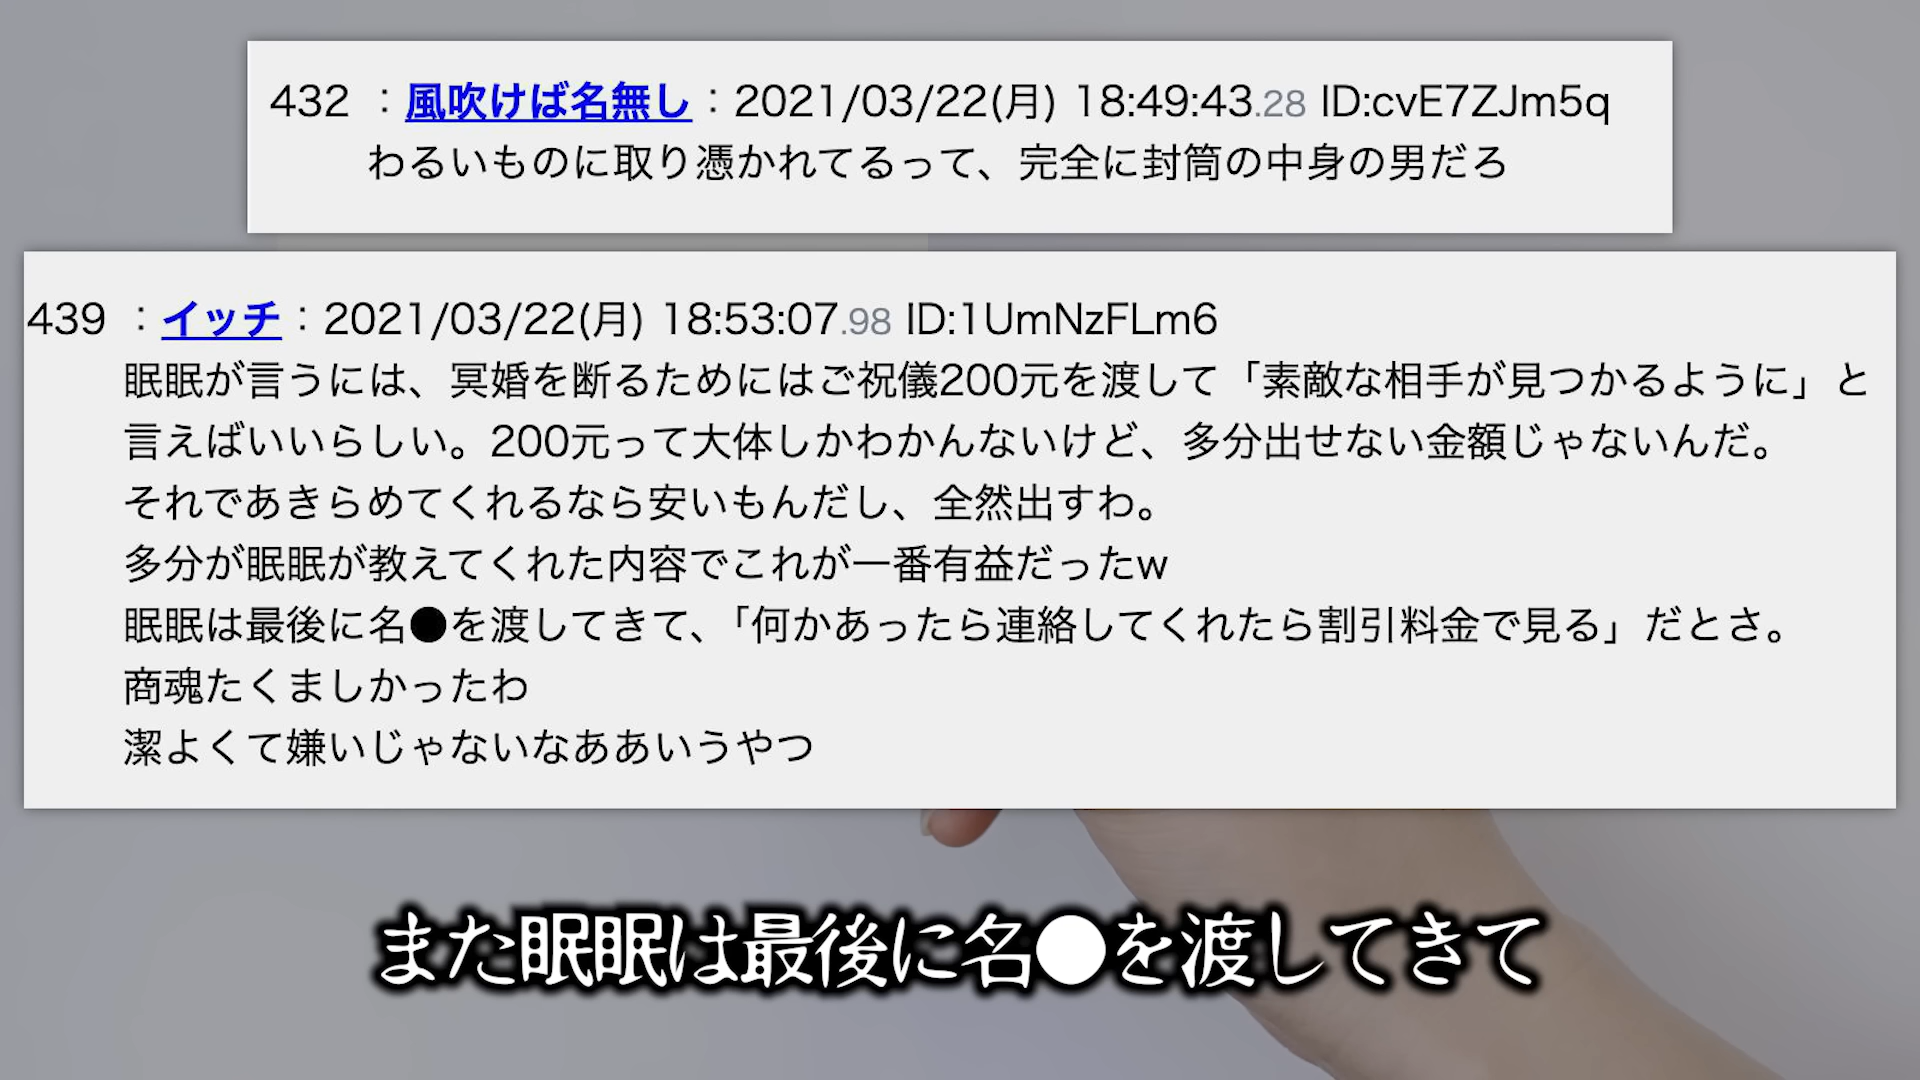 432 ：風吹けば名無し：2021/03/22(月) 18:49:43.28 ID:cvE7ZJm5q
わるいものに取り憑かれてるって、完全に封筒の中身の男だろ
439 ：イッチ：2021/03/22(月) 18:53:07.98 ID:1UmNzFLm6
眠眠が言うには、冥婚を断るためにはご祝儀200元を渡して「素敵な相手が見つかるように」と
言えばいいらしい。200元って大体しかわかんないけど、多分出せない金額じゃないんだ。
それであきらめてくれるなら安いもんだし、全然出すわ。
多分が眠眠が教えてくれた内容でこれが一番有益だったw
眠眠は最後に名●を渡してきて、「何かあったら連絡してくれたら割引料金で見る」だとさ。
商魂たくましかったわ
潔よくて嫌いじゃないなああいうやつ
また眠眠は最後に名●を渡してきて